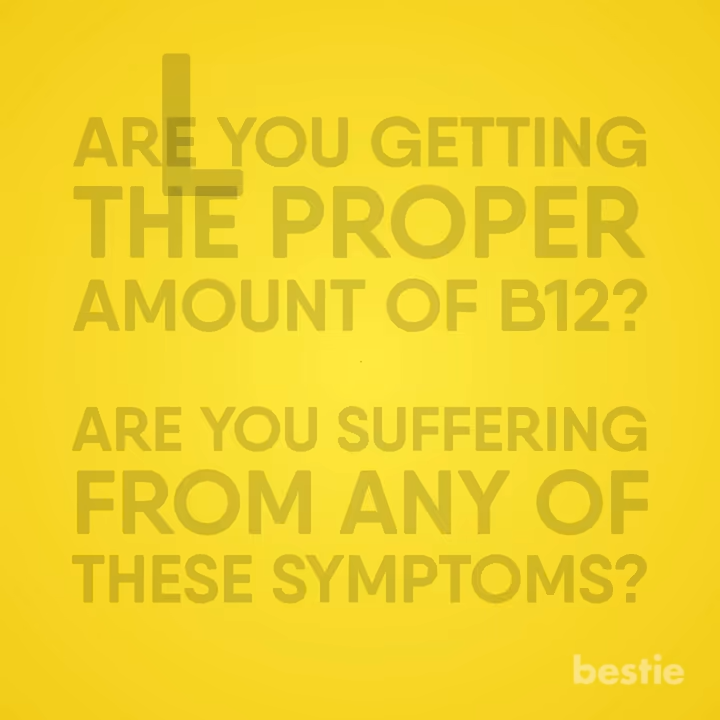 L
ARE YOU GETTING
THE PROPER
AMOUNT OF B12?
ARE YOU SUFFERING
FROM ANY OF
THESE SYMPTOMS?
bestie